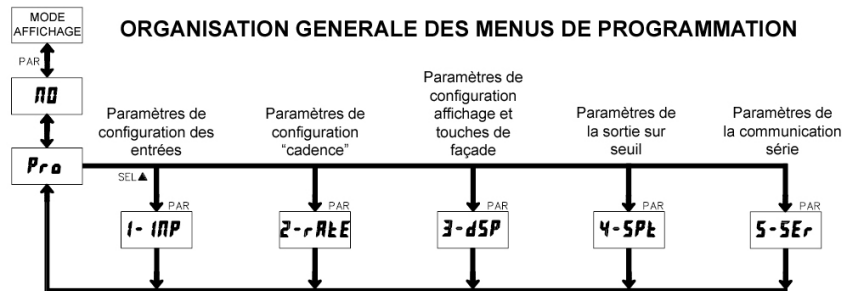 MODE
AFFICHAGE
ORGANISATION GENERALE DES MENUS DE PROGRAMMATION
PAR
NO
Paramètres de
configuration des
entrées
Paramètres de
configuration
“cadence”
Paramètres de
configuration
affichage et
touches de
façade
Paramètres de
la sortie sur
seuil
Paramètres de
la communication
série
Pro
SEL▲
PAR
PAR
PAR
PAR
PAR
1-INP
2-rAtE
3-dSP
4-SPt
5-SEr